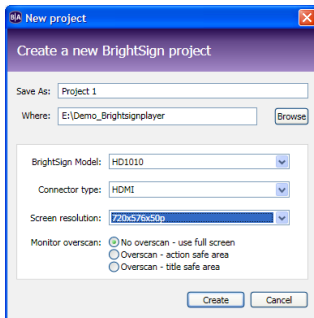 B|A New project
Create a new BrightSign project
Save As: Project 1
Where: E:\Demo_Brightsignplayer Browse
BrightSign Model: HD1010
Connector type: HDMI
Screen resolution: 720x576x50p
Monitor overscan: No overscan - use full screen
Overscan - action safe area
Overscan - title safe area
Create Cancel